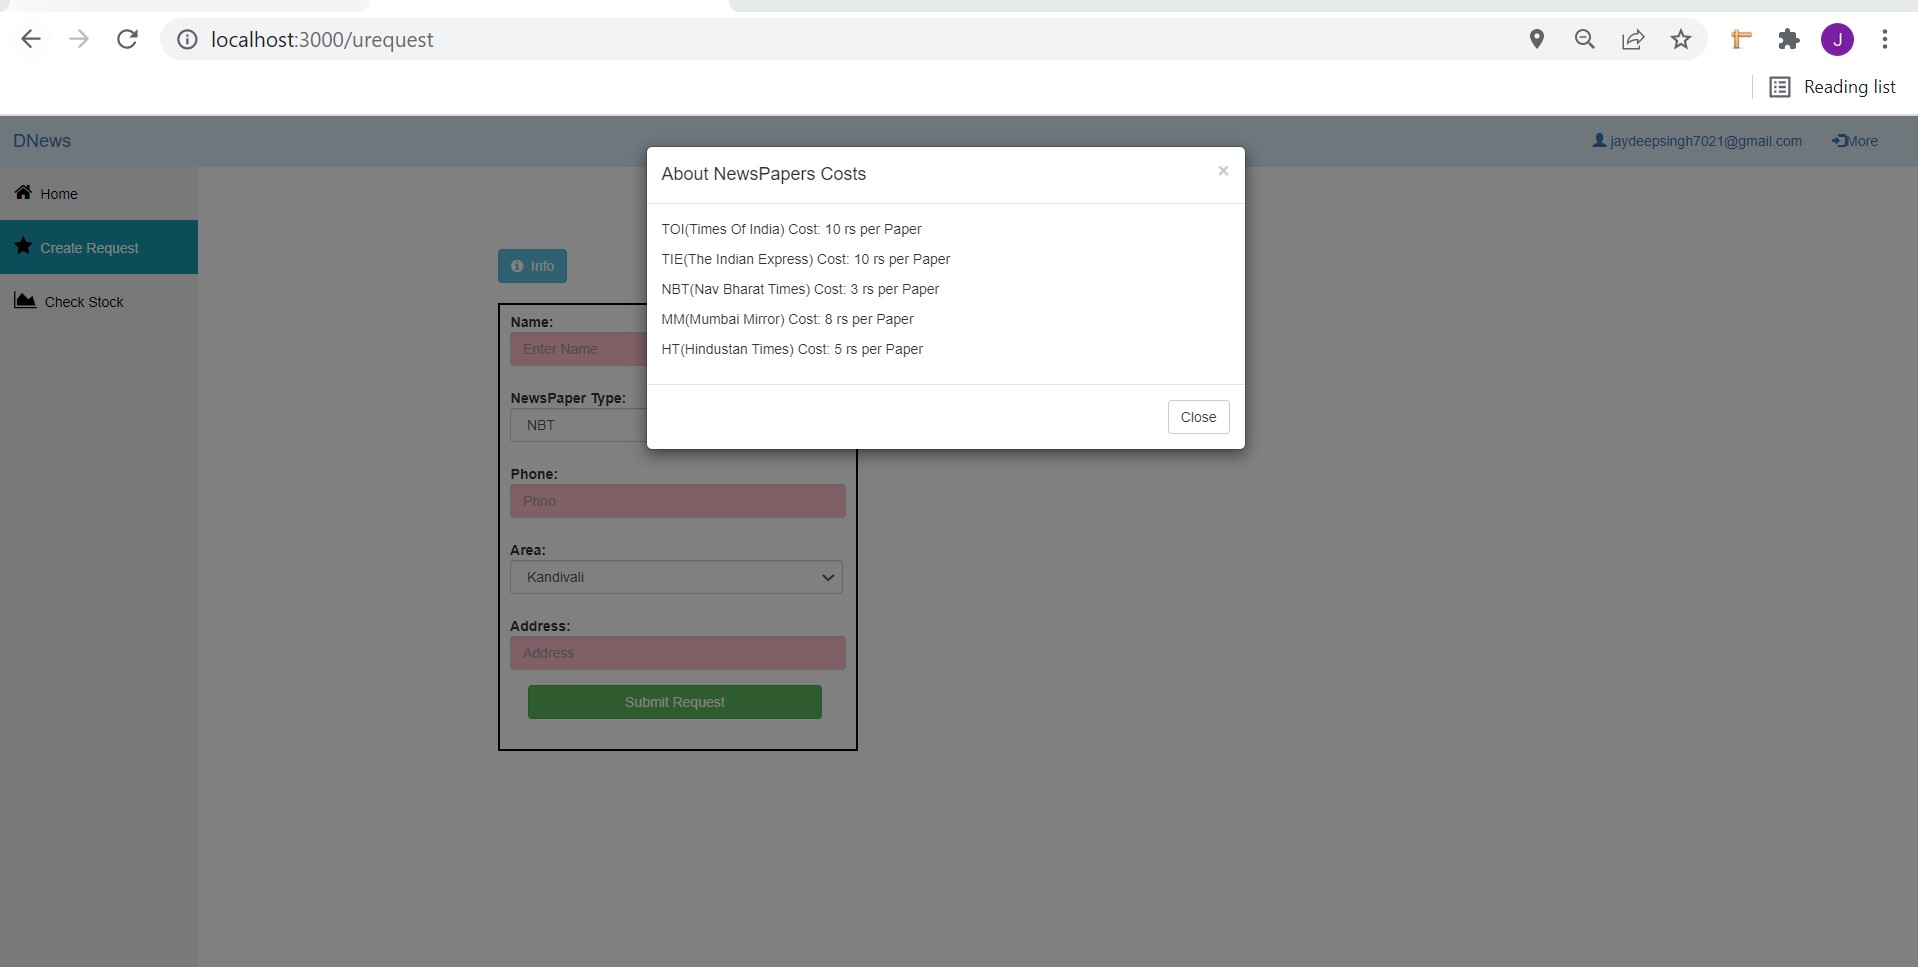 localhost:3000/urequest
J
Reading list
DNews
jaydeepsingh7021@gmail.com
More
Home
Create Request
Check Stock
Info
About NewsPapers Costs
×
TOI(Times Of India) Cost: 10 rs per Paper
TIE(The Indian Express) Cost: 10 rs per Paper
NBT(Nav Bharat Times) Cost: 3 rs per Paper
MM(Mumbai Mirror) Cost: 8 rs per Paper
HT(Hindustan Times) Cost: 5 rs per Paper
Close
Name:
Enter Name
NewsPaper Type:
NBT
Phone:
Phno
Area:
Kandivali
Address:
Address
Submit Request